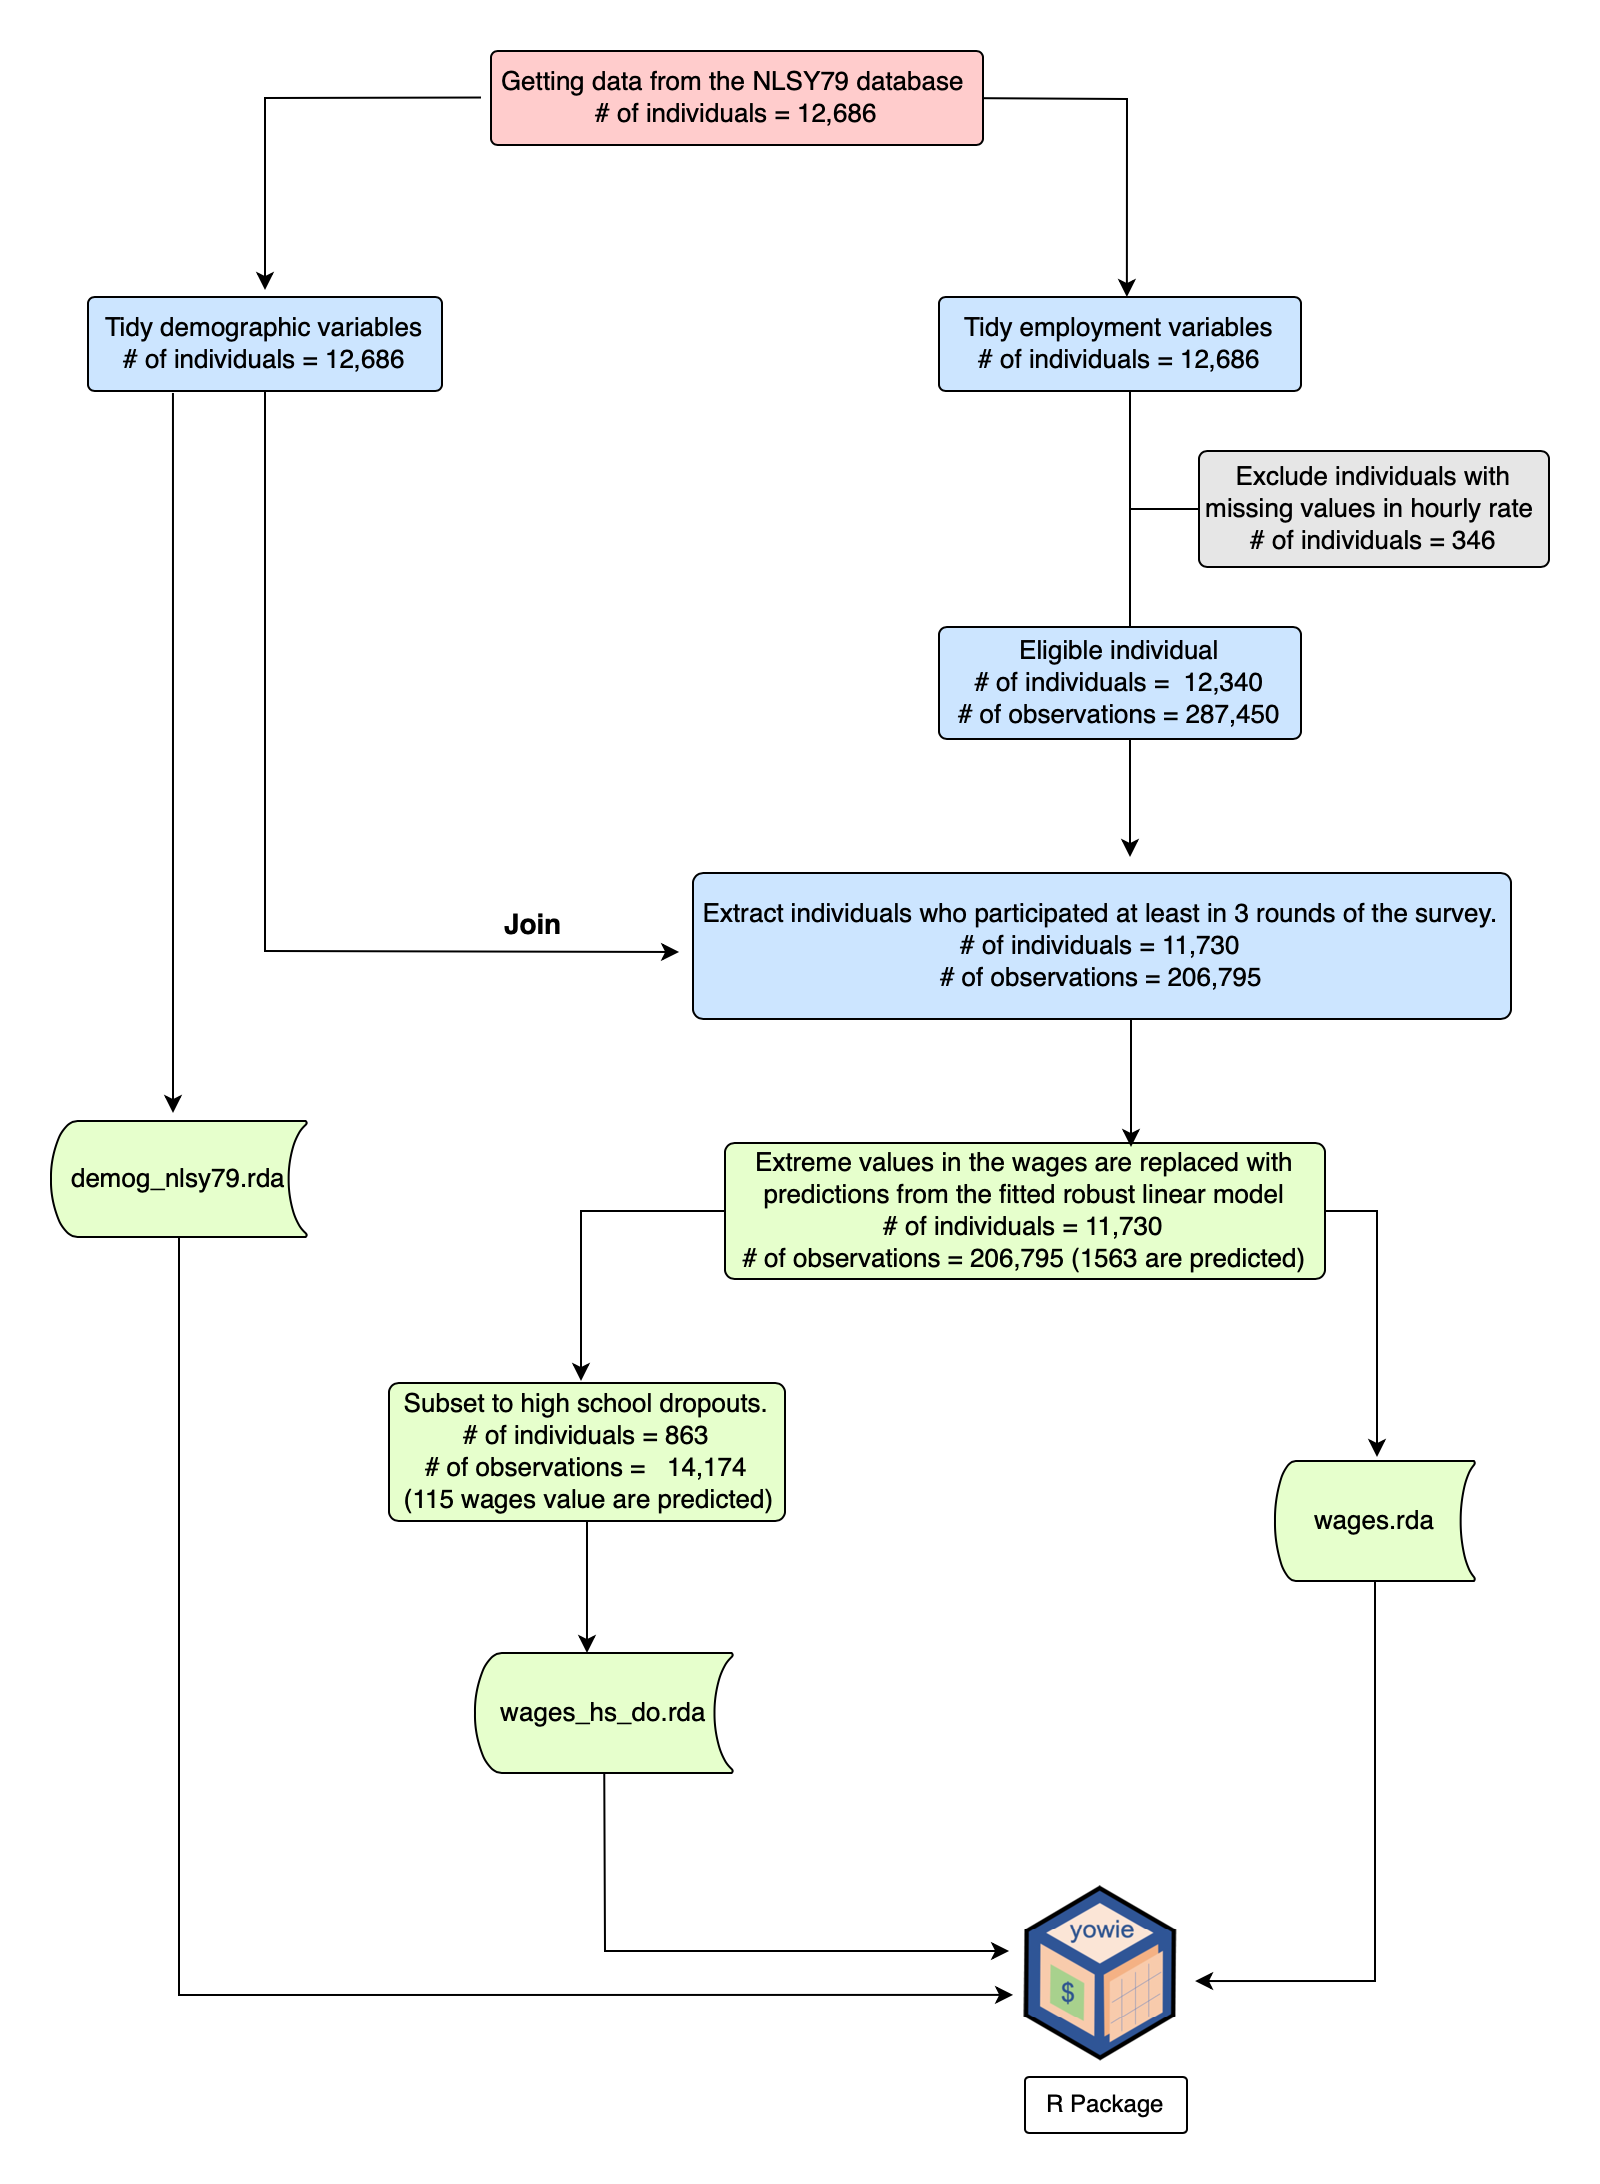 Getting data from the NLSY79 database
# of individuals = 12,686
Tidy demographic variables
# of individuals = 12,686
Tidy employment variables
# of individuals = 12,686
Exclude individuals with
missing values in hourly rate
# of individuals = 346
Eligible individual
# of individuals = 12,340
# of observations = 287,450
Join
Extract individuals who participated at least in 3 rounds of the survey.
# of individuals = 11,730
# of observations = 206,795
demog_nlsy79.rda
Extreme values in the wages are replaced with
predictions from the fitted robust linear model
# of individuals = 11,730
# of observations = 206,795 (1563 are predicted)
Subset to high school dropouts.
# of individuals = 863
# of observations = 14,174
(115 wages value are predicted)
wages.rda
wages_hs_do.rda
yowie
$
R Package